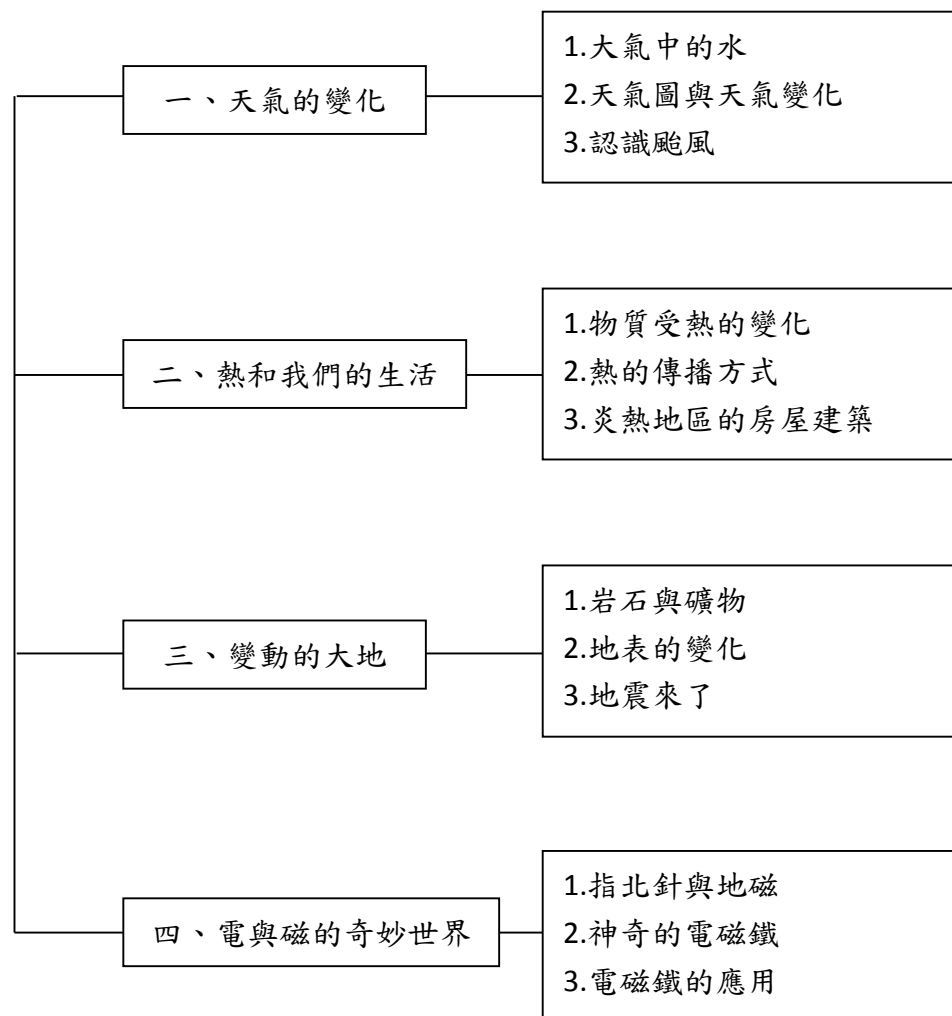 一、天氣的變化
1.大氣中的水
2.天氣圖與天氣變化
3.認識颱風
二、熱和我們的生活
1.物質受熱的變化
2.熱的傳播方式
3.炎熱地區的房屋建築
三、變動的大地
1.岩石與礦物
2.地表的變化
3.地震來了
四、電與磁的奇妙世界
1.指北針與地磁
2.神奇的電磁鐵
3.電磁鐵的應用